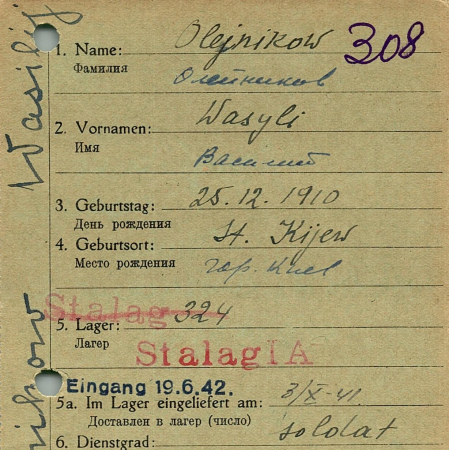 Olejnikow
308
1. Name:
Фамилия
Олейников
Wasyli
2. Vornamen:
Имя
Василий
3. Geburtstag: 25.12.1910
День рождения
4. Geburtsort: St. Kijew
Место рождения гор. Киев
Stalag 324
5. Lager:
Лагер
Stalag IA
Eingang 19.6.42.
5a. Im Lager eingeliefert am: 3/X-41
Доставлен в лагер (число)
6. Dienstgrad: soldat
Wasilij